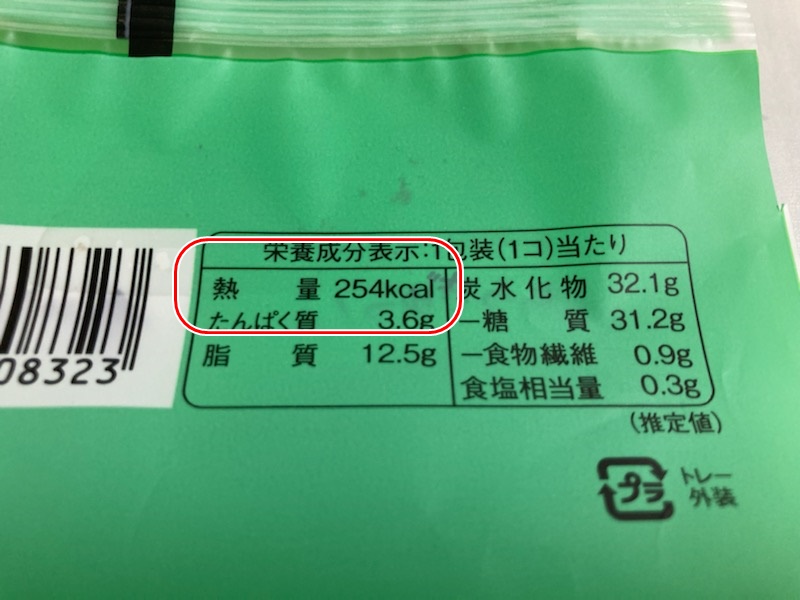 栄養成分表示:1包装(1コ)当たり
熱量 254kcal
たんぱく質 3.6g
脂質 12.5g
炭水化物 32.1g
ー糖質 31.2g
ー食物繊維 0.9g
食塩相当量 0.3g
(推定値)
08323
プラ
トレー
外装